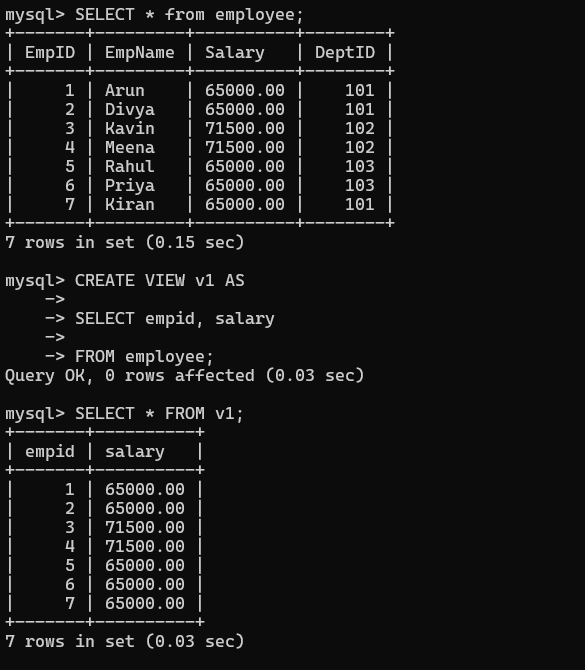 mysql> SELECT * from employee;
+-------+---------+----------+--------+
| EmpID | EmpName | Salary   | DeptID |
+-------+---------+----------+--------+
|     1 | Arun    | 65000.00 |    101 |
|     2 | Divya   | 65000.00 |    101 |
|     3 | Kavin   | 71500.00 |    102 |
|     4 | Meena   | 71500.00 |    102 |
|     5 | Rahul   | 65000.00 |    103 |
|     6 | Priya   | 65000.00 |    103 |
|     7 | Kiran   | 65000.00 |    101 |
+-------+---------+----------+--------+
7 rows in set (0.15 sec)

mysql> CREATE VIEW v1 AS
    ->
    -> SELECT empid, salary
    ->
    -> FROM employee;
Query OK, 0 rows affected (0.03 sec)

mysql> SELECT * FROM v1;
+-------+----------+
| empid | salary   |
+-------+----------+
|     1 | 65000.00 |
|     2 | 65000.00 |
|     3 | 71500.00 |
|     4 | 71500.00 |
|     5 | 65000.00 |
|     6 | 65000.00 |
|     7 | 65000.00 |
+-------+----------+
7 rows in set (0.03 sec)